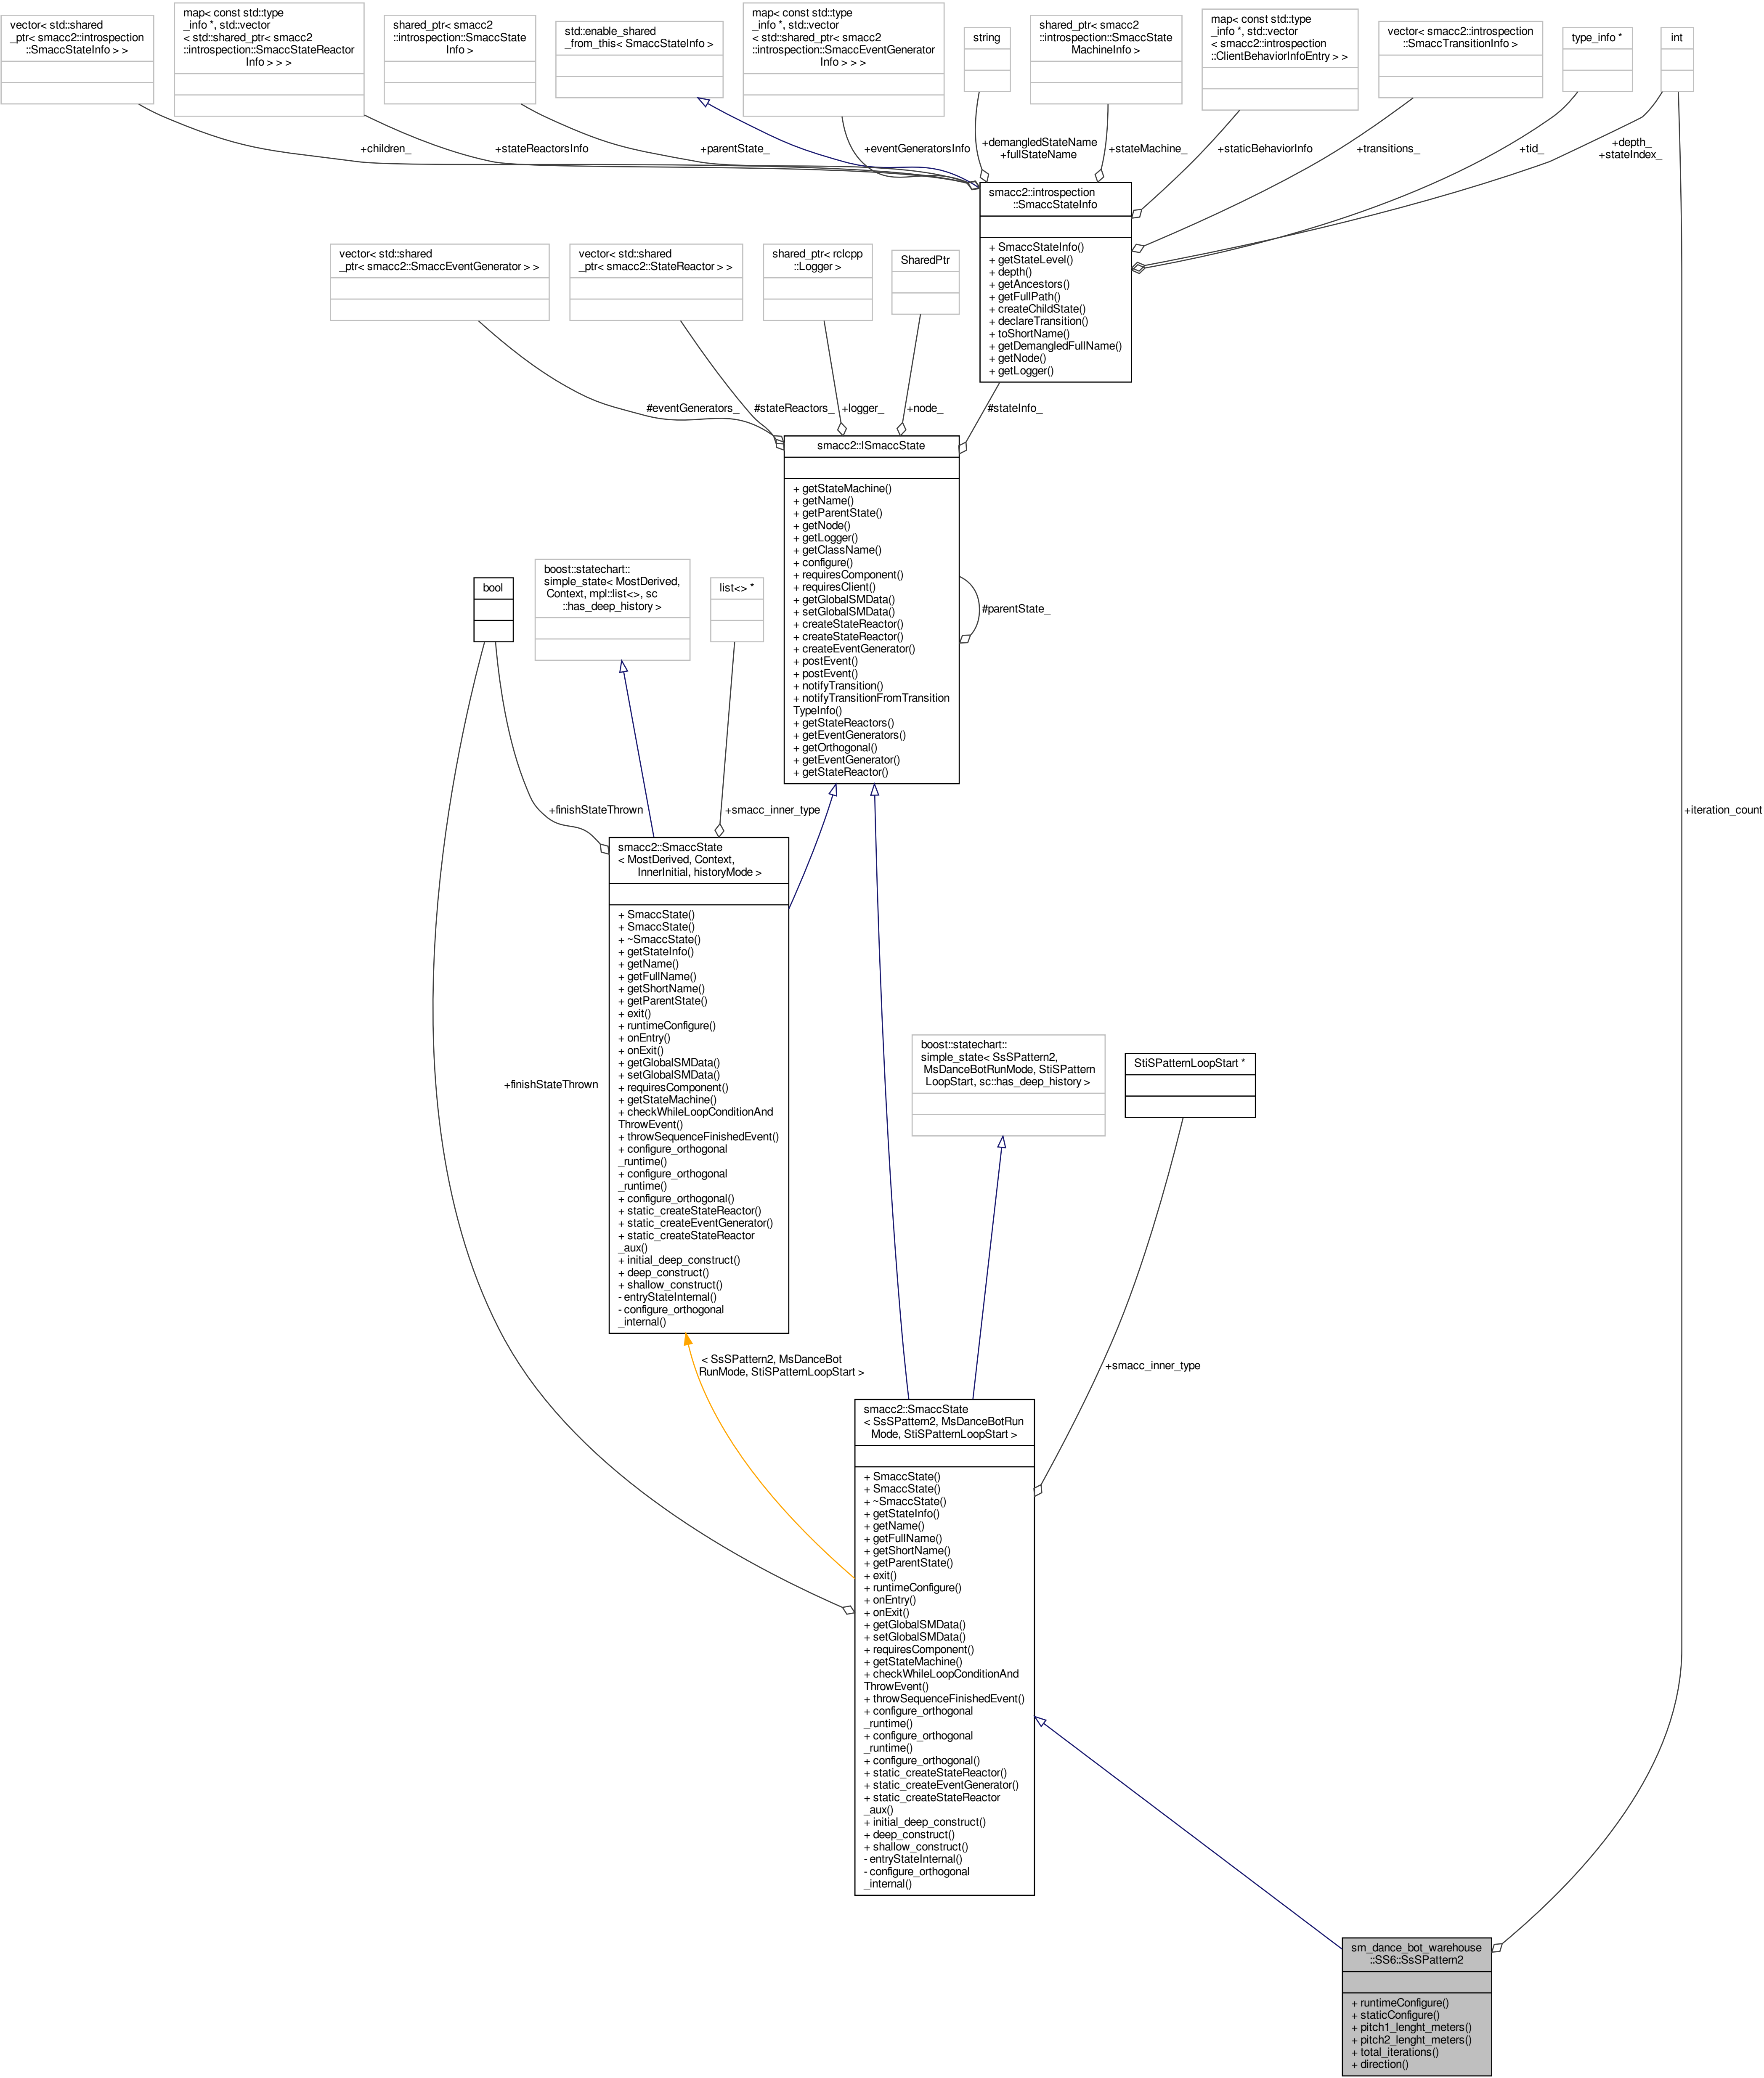 vector< std::shared
_ptr< smacc2::introspection
::SmaccStateInfo > >
map< const std::type
_info *, std::vector
< std::shared_ptr< smacc2
::introspection::SmaccStateReactor
Info > > >
shared_ptr< smacc2
::introspection::SmaccState
Info >
std::enable_shared
_from_this< SmaccStateInfo >
map< const std::type
_info *, std::vector
< std::shared_ptr< smacc2
::introspection::SmaccEventGenerator
Info > > >
string
shared_ptr< smacc2
::introspection::SmaccState
MachineInfo >
map< const std::type
_info *, std::vector
< smacc2::introspection
::ClientBehaviorInfoEntry > >
vector< smacc2::introspection
::SmaccTransitionInfo >
type_info *
int
+children_
+stateReactorsInfo
+parentState_
+eventGeneratorsInfo
+demangledStateName
+fullStateName
+stateMachine_
+staticBehaviorInfo
+transitions_
+tid_
+depth_
+stateIndex_
smacc2::introspection
::SmaccStateInfo
+ SmaccStateInfo()
+ getStateLevel()
+ depth()
+ getAncestors()
+ getFullPath()
+ createChildState()
+ declareTransition()
+ toShortName()
+ getDemangledFullName()
+ getNode()
+ getLogger()
vector< std::shared
_ptr< smacc2::SmaccEventGenerator > >
vector< std::shared
_ptr< smacc2::StateReactor > >
shared_ptr< rclcpp
::Logger >
SharedPtr
#eventGenerators_
#stateReactors_
+logger_
+node_
#stateInfo_
smacc2::ISmaccState
+ getStateMachine()
+ getName()
+ getParentState()
+ getNode()
+ getLogger()
+ getClassName()
+ configure()
+ requiresComponent()
+ requiresClient()
+ getGlobalSMData()
+ setGlobalSMData()
+ createStateReactor()
+ createStateReactor()
+ createEventGenerator()
+ postEvent()
+ postEvent()
+ notifyTransition()
+ notifyTransitionFromTransition
TypeInfo()
+ getStateReactors()
+ getEventGenerators()
+ getOrthogonal()
+ getEventGenerator()
+ getStateReactor()
#parentState_
bool
boost::statechart::
simple_state< MostDerived,
Context, mpl::list<>, sc
::has_deep_history >
list<> *
+finishStateThrown
+smacc_inner_type
+iteration_count
smacc2::SmaccState
< MostDerived, Context,
InnerInitial, historyMode >
+ SmaccState()
+ SmaccState()
+ ~SmaccState()
+ getStateInfo()
+ getName()
+ getFullName()
+ getShortName()
+ getParentState()
+ exit()
+ runtimeConfigure()
+ onEntry()
+ onExit()
+ getGlobalSMData()
+ setGlobalSMData()
+ requiresComponent()
+ getStateMachine()
+ checkWhileLoopConditionAnd
ThrowEvent()
+ throwSequenceFinishedEvent()
+ configure_orthogonal
_runtime()
+ configure_orthogonal
_runtime()
+ configure_orthogonal()
+ static_createStateReactor()
+ static_createEventGenerator()
+ static_createStateReactor
_aux()
+ initial_deep_construct()
+ deep_construct()
+ shallow_construct()
- entryStateInternal()
- configure_orthogonal
_internal()
+finishStateThrown
boost::statechart::
simple_state< SsSPattern2,
MsDanceBotRunMode, StiSPattern
LoopStart, sc::has_deep_history >
StiSPatternLoopStart *
< SsSPattern2, MsDanceBot
RunMode, StiSPatternLoopStart >
+smacc_inner_type
smacc2::SmaccState
< SsSPattern2, MsDanceBotRun
Mode, StiSPatternLoopStart >
+ SmaccState()
+ SmaccState()
+ ~SmaccState()
+ getStateInfo()
+ getName()
+ getFullName()
+ getShortName()
+ getParentState()
+ exit()
+ runtimeConfigure()
+ onEntry()
+ onExit()
+ getGlobalSMData()
+ setGlobalSMData()
+ requiresComponent()
+ getStateMachine()
+ checkWhileLoopConditionAnd
ThrowEvent()
+ throwSequenceFinishedEvent()
+ configure_orthogonal
_runtime()
+ configure_orthogonal
_runtime()
+ configure_orthogonal()
+ static_createStateReactor()
+ static_createEventGenerator()
+ static_createStateReactor
_aux()
+ initial_deep_construct()
+ deep_construct()
+ shallow_construct()
- entryStateInternal()
- configure_orthogonal
_internal()
sm_dance_bot_warehouse
::SS6::SsSPattern2
+ runtimeConfigure()
+ staticConfigure()
+ pitch1_lenght_meters()
+ pitch2_lenght_meters()
+ total_iterations()
+ direction()